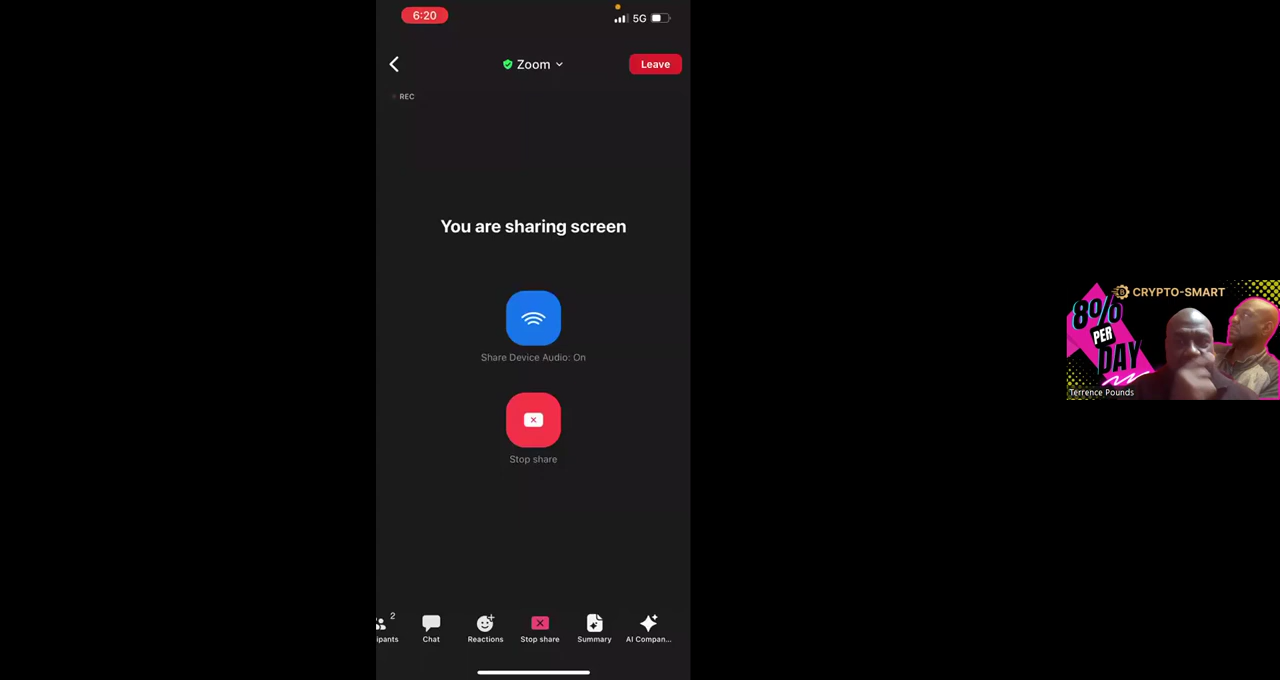 6:20
5G
Zoom
Leave
REC
You are sharing screen
Share Device Audio: On
Stop share
2
ipants
Chat
Reactions
Stop share
Summary
AI Compan...
CRYPTO-SMART
8%
PER
DAY
Terrence Pounds